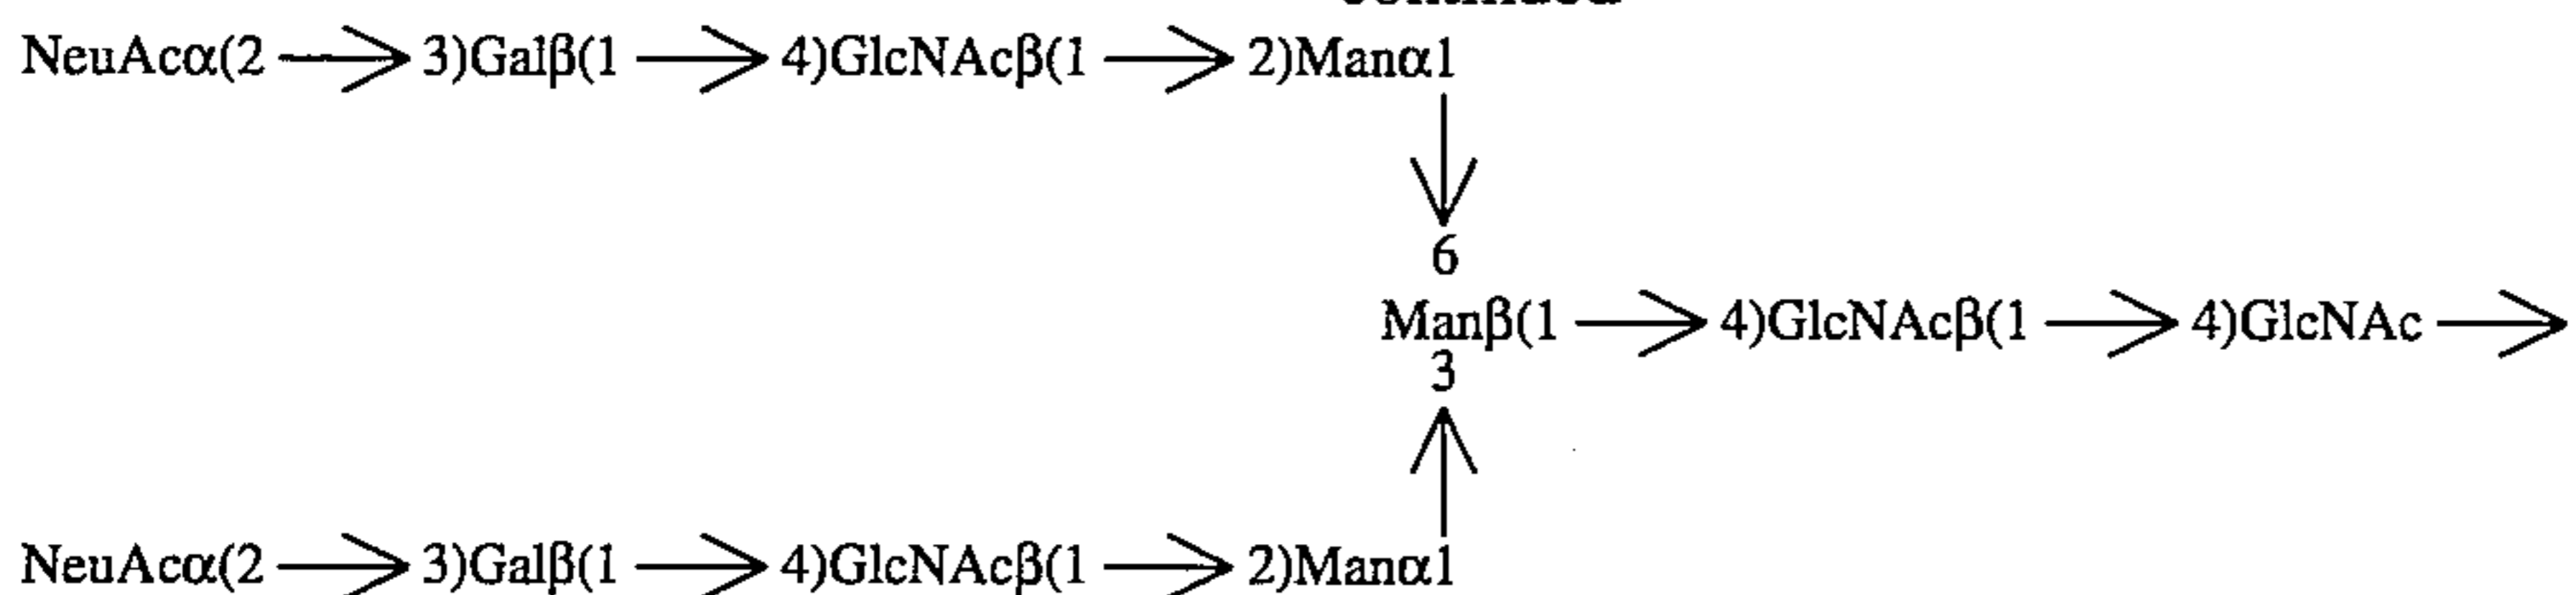 NeuAcα(2 → 3)Galβ(1 → 4)GlcNAcβ(1 → 2)Manα1
6
Manβ(1 → 4)GlcNAcβ(1 → 4)GlcNAc →
3
NeuAcα(2 → 3)Galβ(1 → 4)GlcNAcβ(1 → 2)Manα1